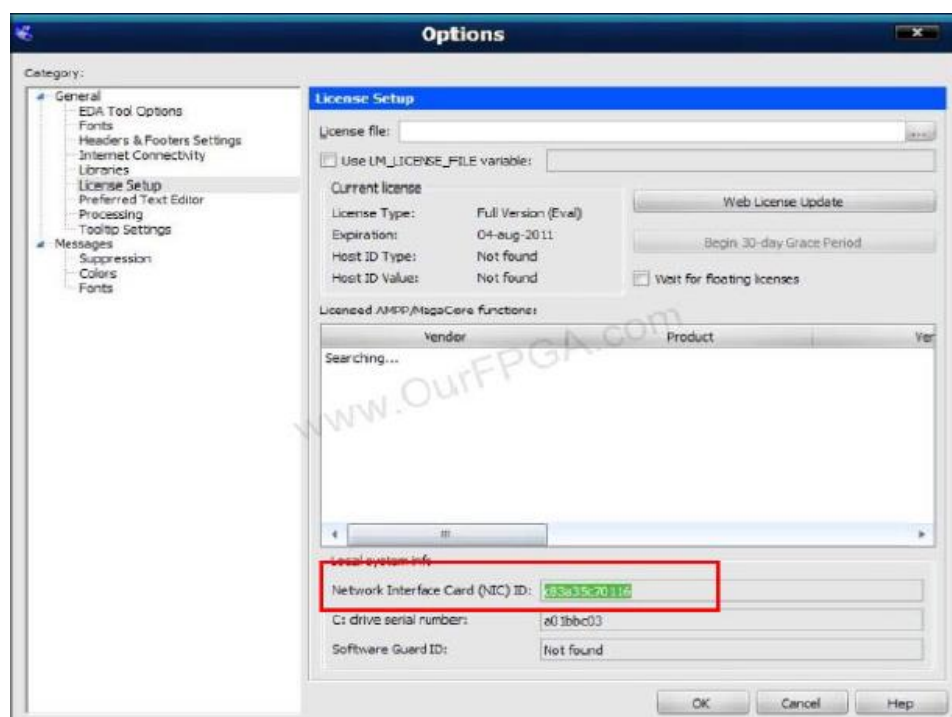 Options
Category:
General
EDA Tool Options
Fonts
Headers & Footers Settings
Internet Connectivity
Libraries
License Setup
Preferred Text Editor
Processing
Tooltip Settings
Messages
Suppression
Colors
Fonts
License Setup
License file:
...
Use LM_LICENSE_FILE variable:
Current license
License Type: Full Version (Eval)
Expiration: 04-aug-2011
Host ID Type: Not found
Host ID Value: Not found
Web License Update
Begin 30-day Grace Period
Wait for floating licenses
Licensed AMPP/MegaCore functions:
Vendor Product Ver
Searching...
www.OurFPGA.com
Local system info
Network Interface Card (NIC) ID: c83a35c70116
C: drive serial number: a01bbc03
Software Guard ID: Not found
OK Cancel Help